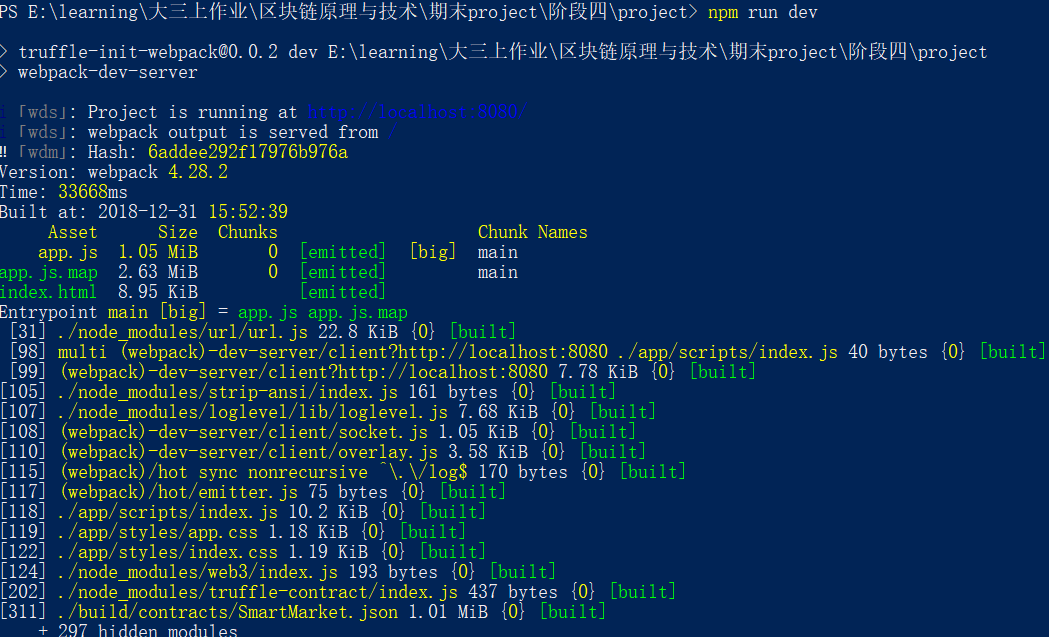 PS E:\learning\大三上作业\区块链原理与技术\期末project\阶段四\project> npm run dev
> truffle-init-webpack@0.0.2 dev E:\learning\大三上作业\区块链原理与技术\期末project\阶段四\project
> webpack-dev-server
i ｢wds｣: Project is running at http://localhost:8080/
i ｢wds｣: webpack output is served from /
‼ ｢wdm｣: Hash: 6addee292f17976b976a
Version: webpack 4.28.2
Time: 33668ms
Built at: 2018-12-31 15:52:39
Asset Size Chunks Chunk Names
app.js 1.05 MiB 0 [emitted] [big] main
app.js.map 2.63 MiB 0 [emitted] main
index.html 8.95 KiB [emitted]
Entrypoint main [big] = app.js app.js.map
[31] ./node_modules/url/url.js 22.8 KiB {0} [built]
[98] multi (webpack)-dev-server/client?http://localhost:8080 ./app/scripts/index.js 40 bytes {0} [built]
[99] (webpack)-dev-server/client?http://localhost:8080 7.78 KiB {0} [built]
[105] ./node_modules/strip-ansi/index.js 161 bytes {0} [built]
[107] ./node_modules/loglevel/lib/loglevel.js 7.68 KiB {0} [built]
[108] (webpack)-dev-server/client/socket.js 1.05 KiB {0} [built]
[110] (webpack)-dev-server/client/overlay.js 3.58 KiB {0} [built]
[115] (webpack)/hot sync nonrecursive ^\.\/log$ 170 bytes {0} [built]
[117] (webpack)/hot/emitter.js 75 bytes {0} [built]
[118] ./app/scripts/index.js 10.2 KiB {0} [built]
[119] ./app/styles/app.css 1.18 KiB {0} [built]
[122] ./app/styles/index.css 1.19 KiB {0} [built]
[124] ./node_modules/web3/index.js 193 bytes {0} [built]
[202] ./node_modules/truffle-contract/index.js 437 bytes {0} [built]
[311] ./build/contracts/SmartMarket.json 1.01 MiB {0} [built]
+ 297 hidden modules